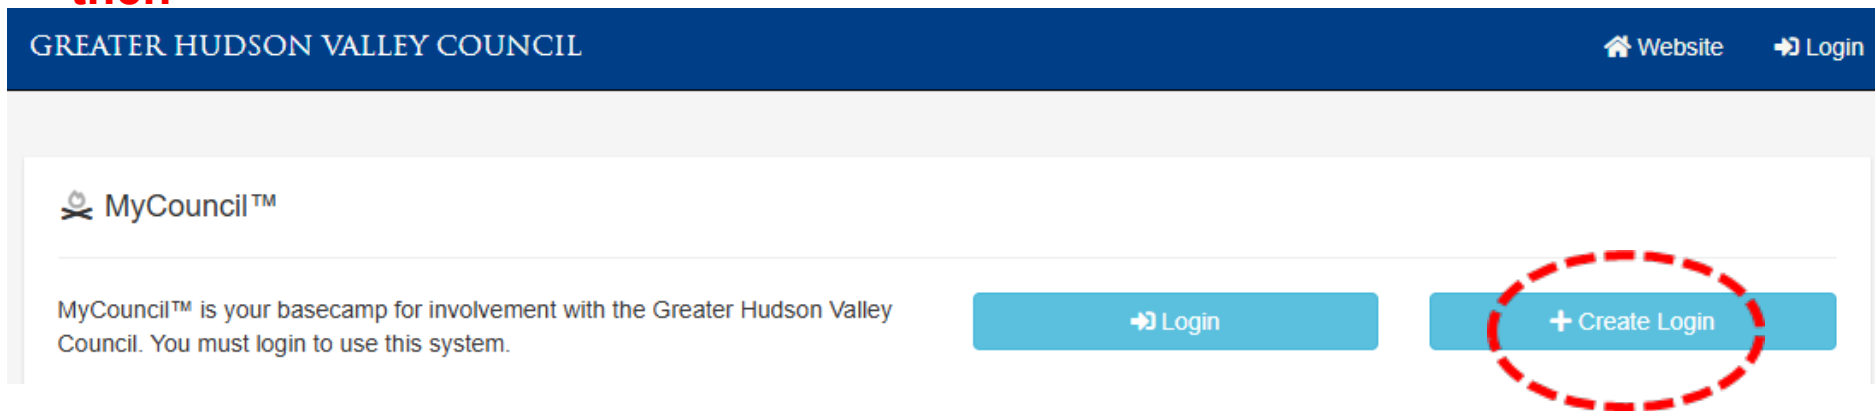 then
GREATER HUDSON VALLEY COUNCIL
Website
Login
MyCouncil™
MyCouncil™ is your basecamp for involvement with the Greater Hudson Valley
Council. You must login to use this system.
Login
Create Login